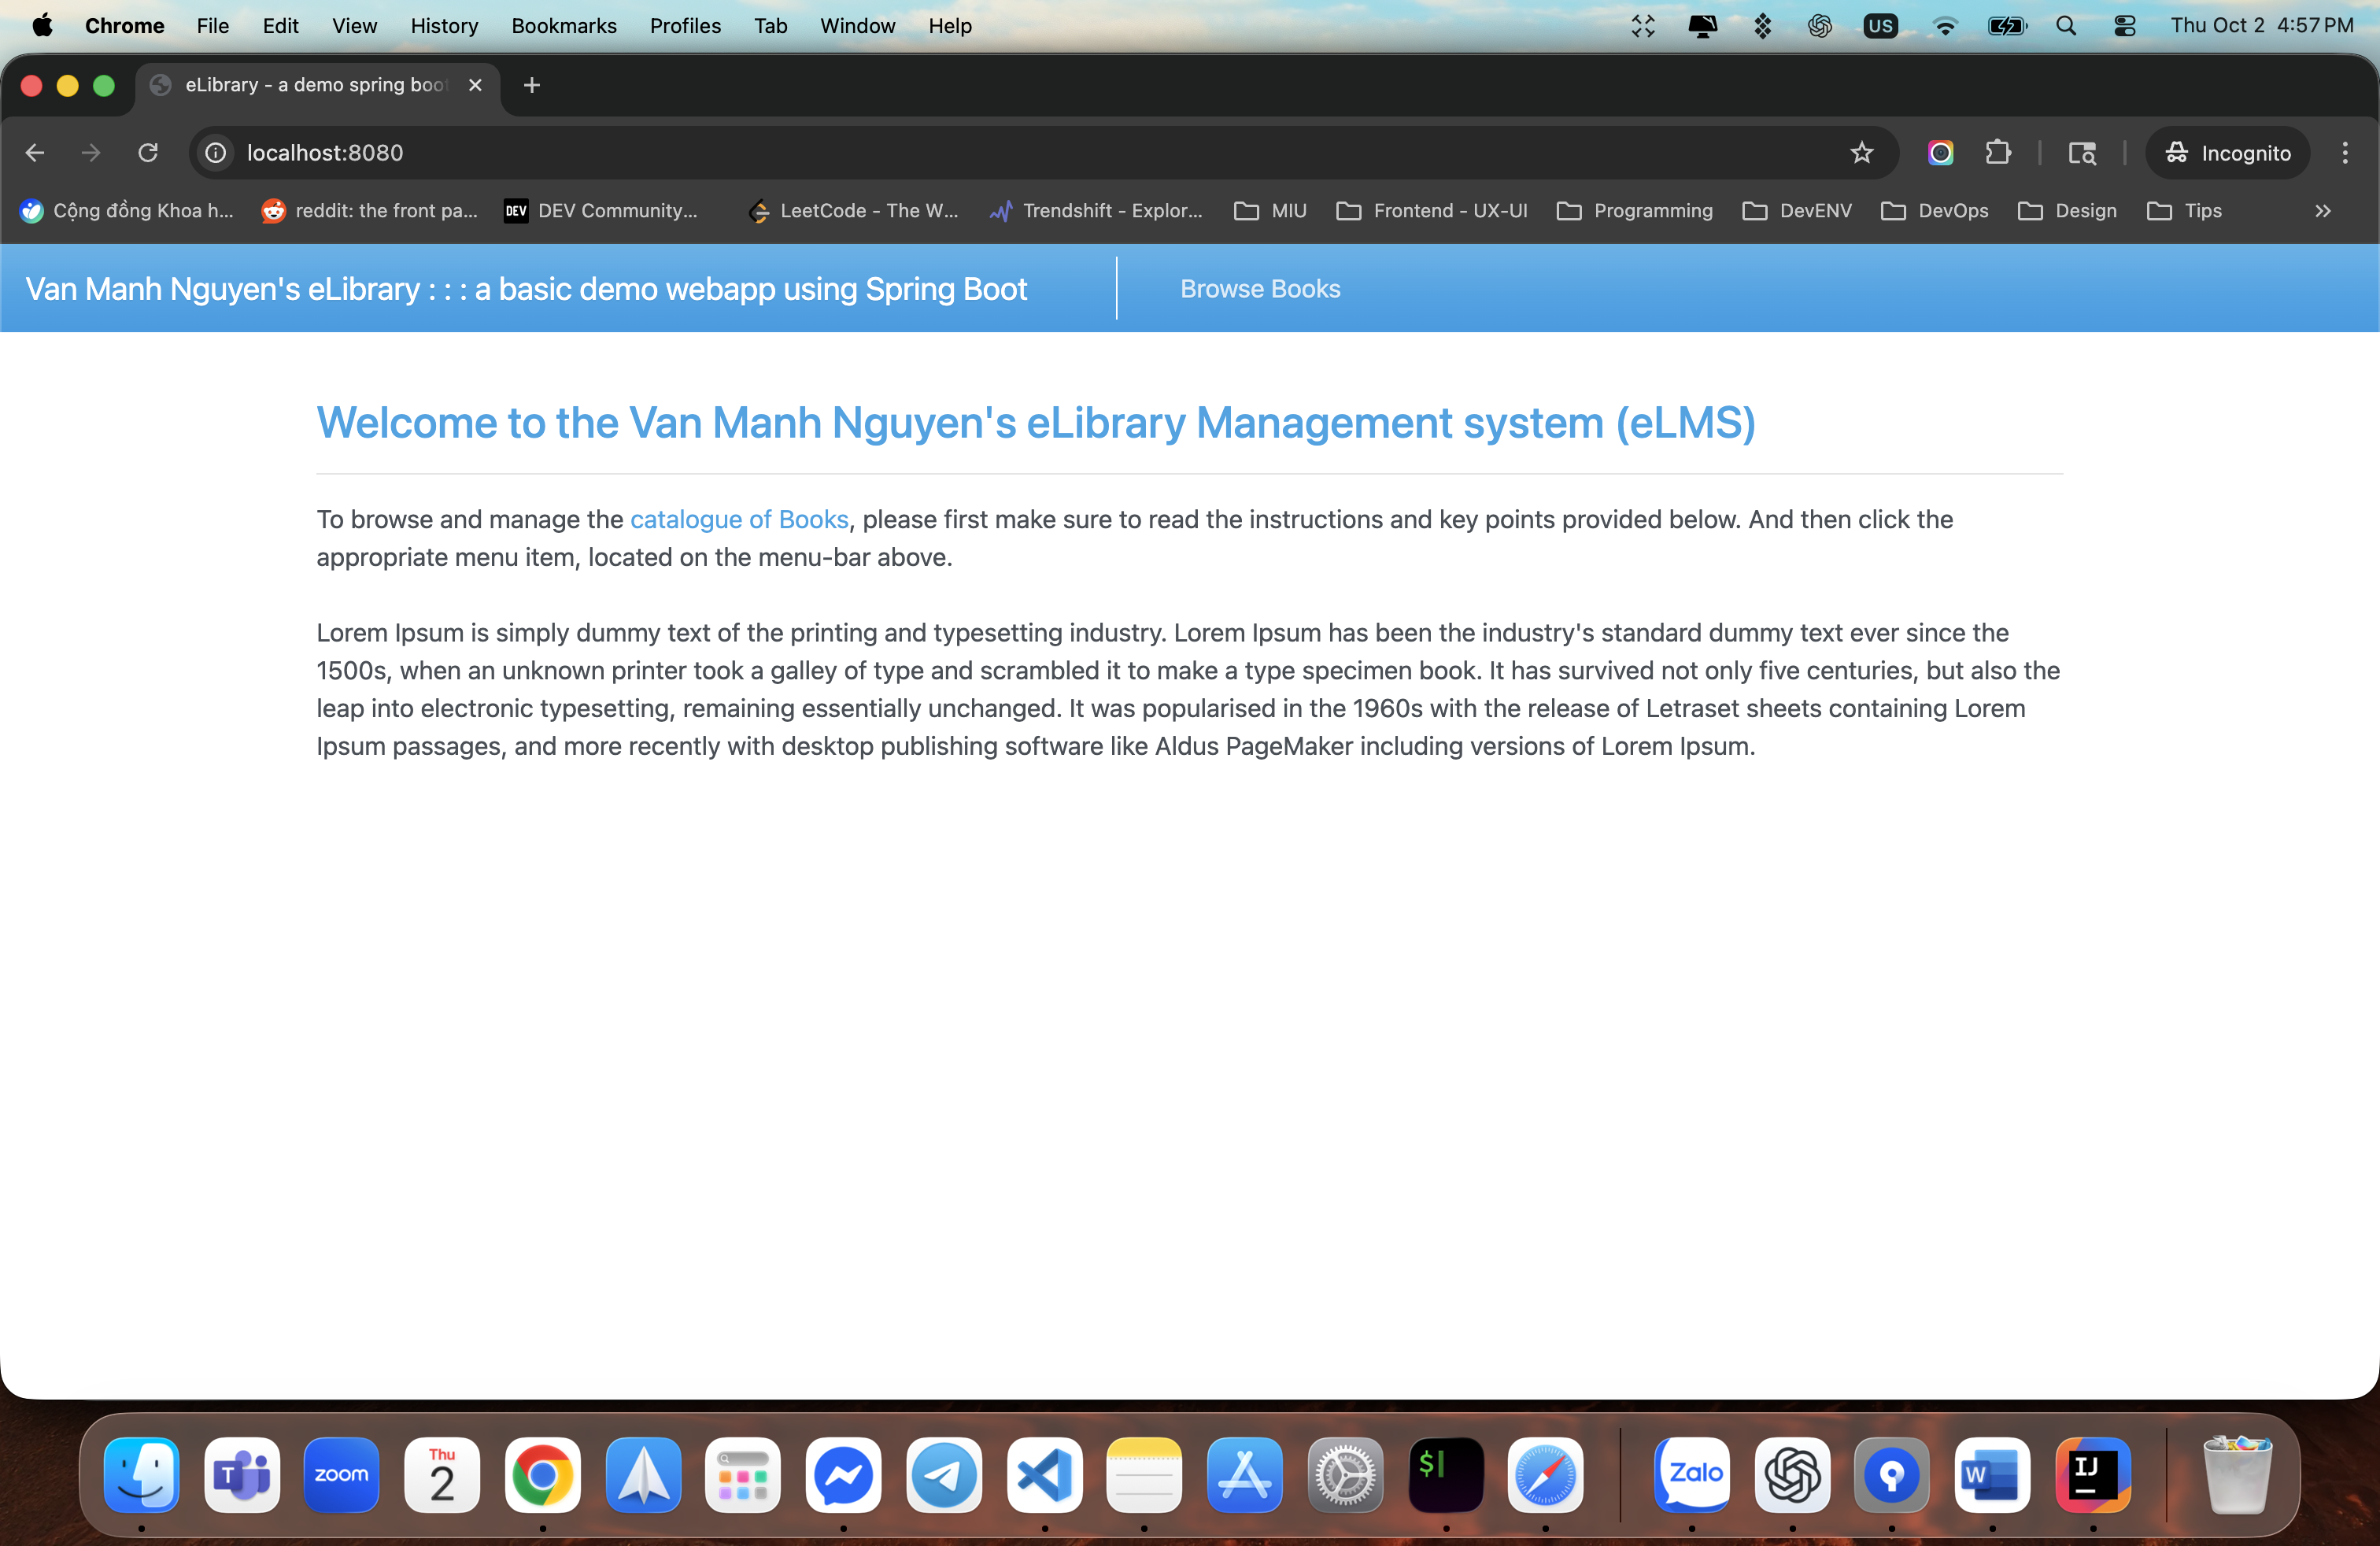 Chrome File Edit View History Bookmarks Profiles Tab Window Help US Thu Oct 2 4:57 PM
eLibrary - a demo spring boot
localhost:8080 Incognito
Cộng đồng Khoa h... reddit: the front pa... DEV DEV Community... LeetCode - The W... Trendshift - Explor... MIU Frontend - UX-UI Programming DevENV DevOps Design Tips
Van Manh Nguyen's eLibrary : : : a basic demo webapp using Spring Boot Browse Books
Welcome to the Van Manh Nguyen's eLibrary Management system (eLMS)
To browse and manage the catalogue of Books, please first make sure to read the instructions and key points provided below. And then click the
appropriate menu item, located on the menu-bar above.
Lorem Ipsum is simply dummy text of the printing and typesetting industry. Lorem Ipsum has been the industry's standard dummy text ever since the
1500s, when an unknown printer took a galley of type and scrambled it to make a type specimen book. It has survived not only five centuries, but also the
leap into electronic typesetting, remaining essentially unchanged. It was popularised in the 1960s with the release of Letraset sheets containing Lorem
Ipsum passages, and more recently with desktop publishing software like Aldus PageMaker including versions of Lorem Ipsum.
T zoom Thu 2 $ Zalo W IJ